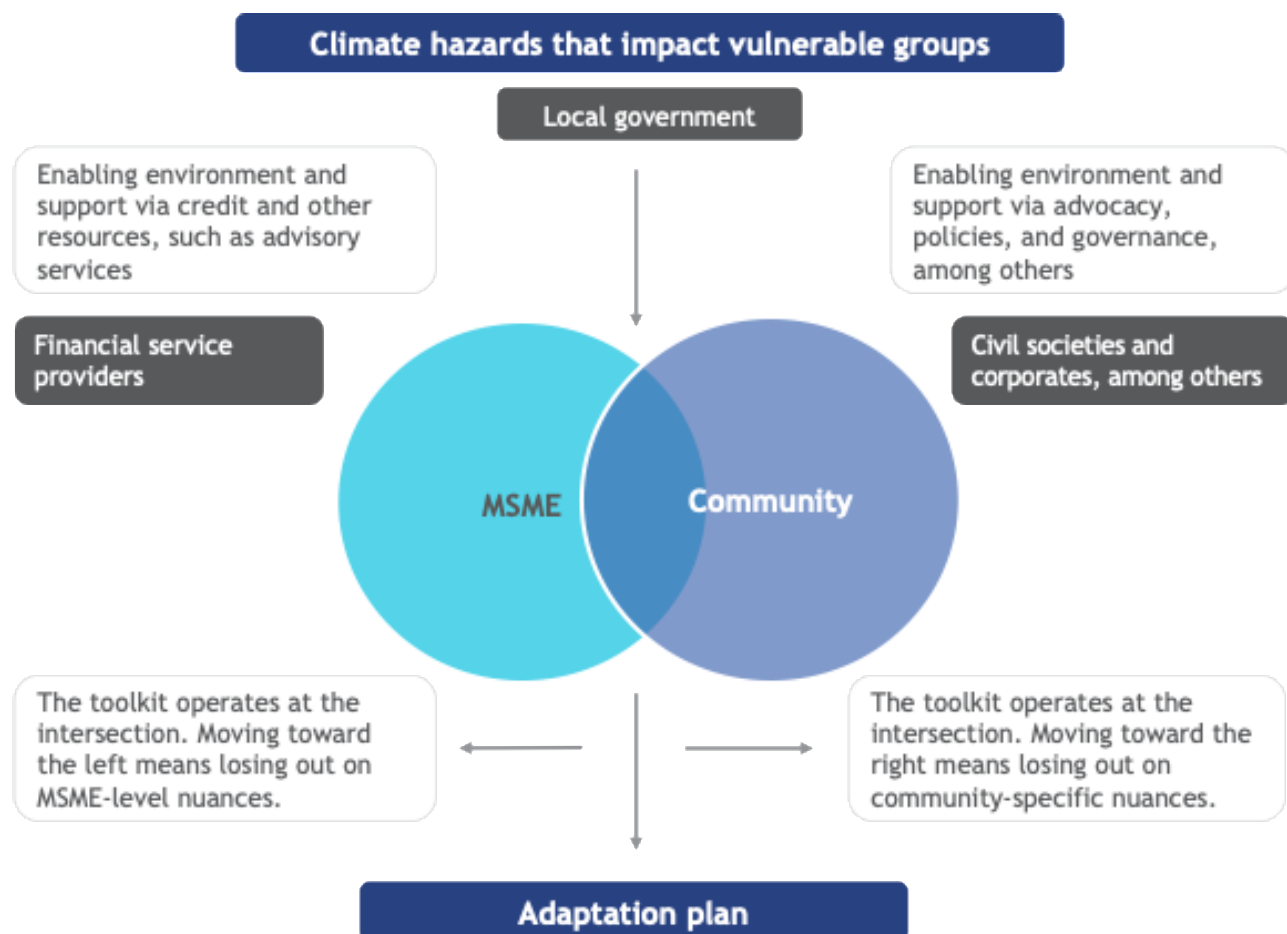 Climate hazards that impact vulnerable groups
Local government
Enabling environment and
support via credit and other
resources, such as advisory
services
Enabling environment and
support via advocacy,
policies, and governance,
among others
Financial service
providers
Civil societies and
corporates, among others
MSME
Community
The toolkit operates at the
intersection. Moving toward
the left means losing out on
MSME-level nuances.
The toolkit operates at the
intersection. Moving toward the
right means losing out on
community-specific nuances.
Adaptation plan